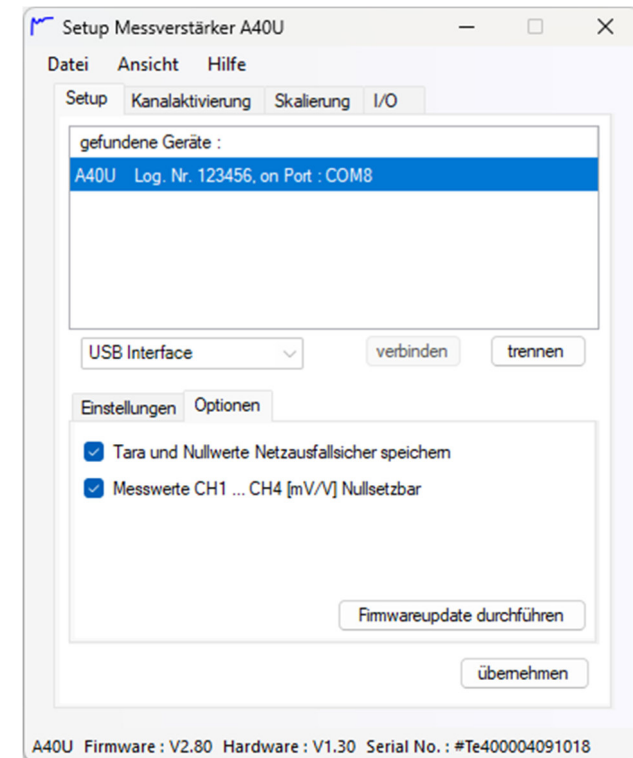 Setup Messverstärker A40U
Datei Ansicht Hilfe
Setup Kanalaktivierung Skalierung I/O
gefundene Geräte :
A40U Log. Nr. 123456, on Port : COM8
USB Interface verbinden trennen
Einstellungen Optionen
Tara und Nullwerte Netzausfallsicher speichern
Messwerte CH1 ... CH4 [mV/V] Nullsetzbar
Firmwareupdate durchführen
übernehmen
A40U Firmware : V2.80 Hardware : V1.30 Serial No. : #Te400004091018